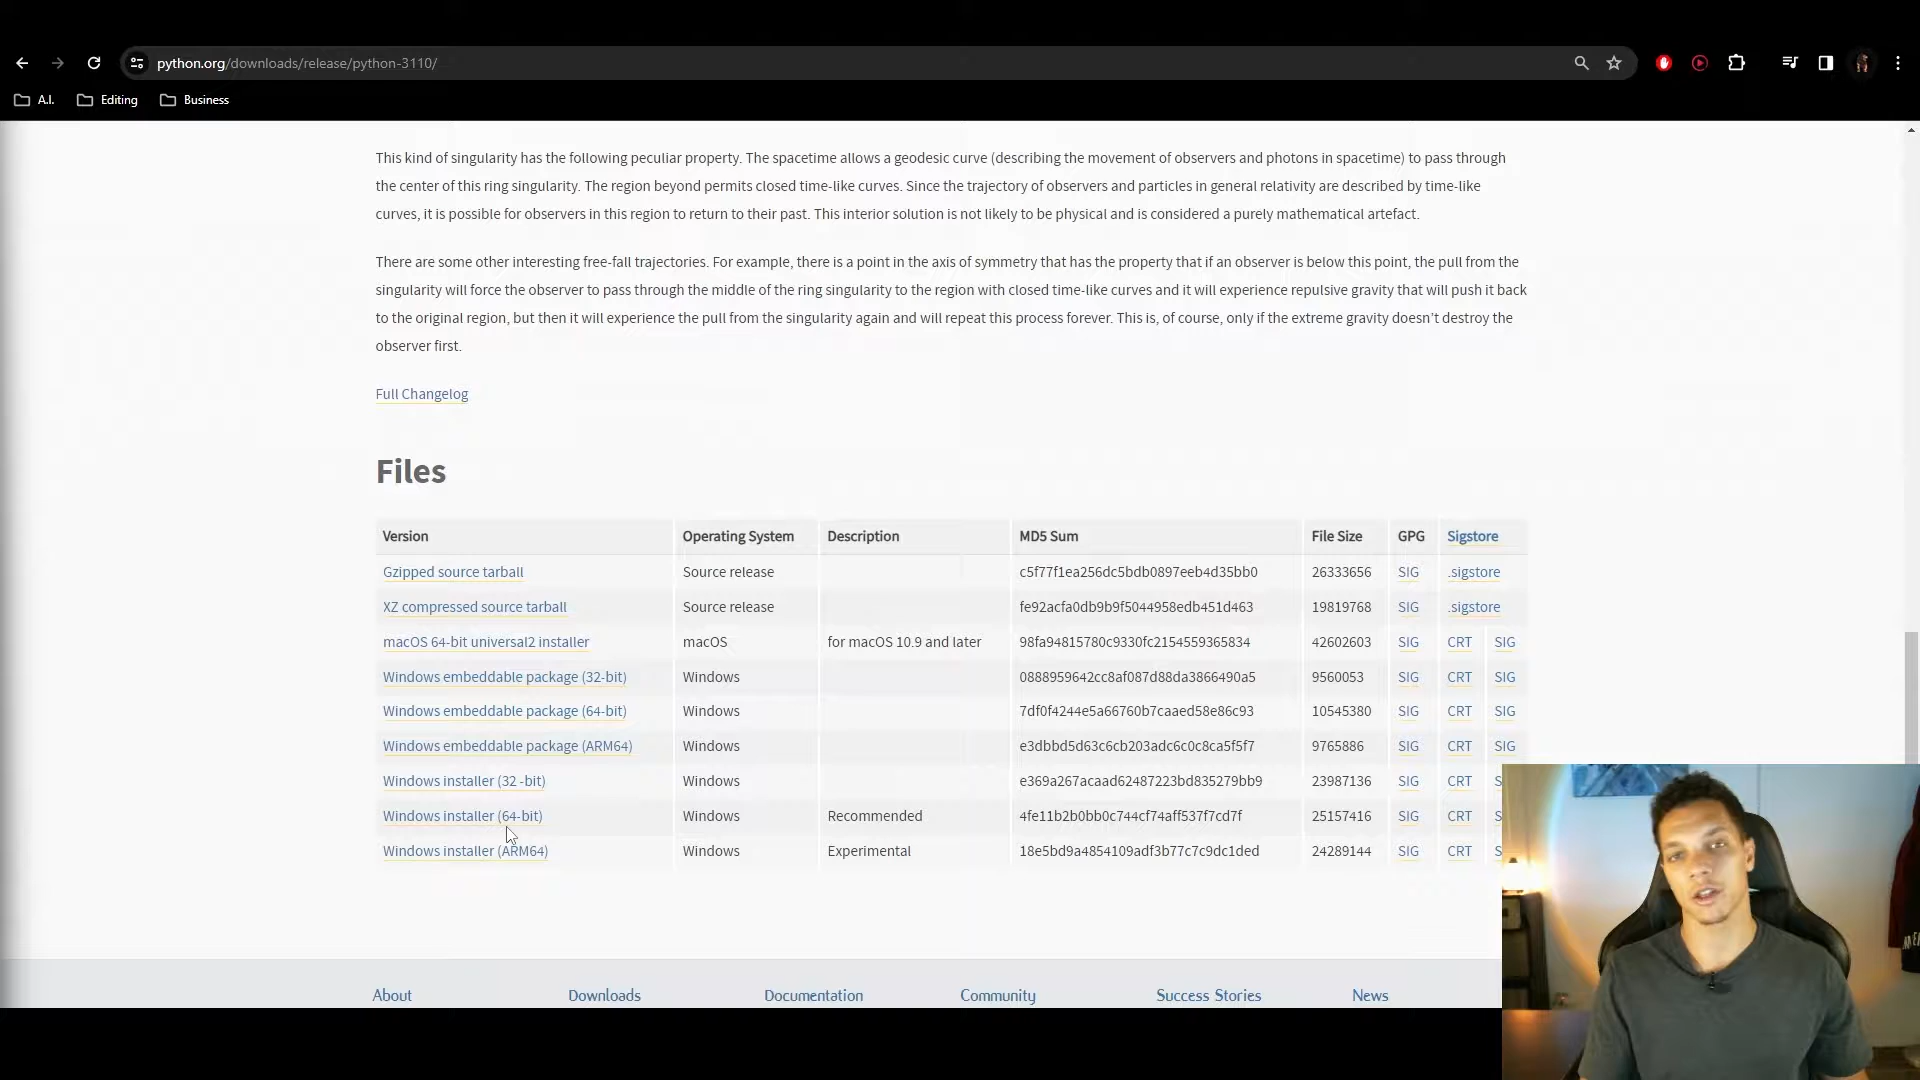 python.org/downloads/release/python-3110/
A.I.
Editing
Business
This kind of singularity has the following peculiar property. The spacetime allows a geodesic curve (describing the movement of observers and photons in spacetime) to pass through
the center of this ring singularity. The region beyond permits closed time-like curves. Since the trajectory of observers and particles in general relativity are described by time-like
curves, it is possible for observers in this region to return to their past. This interior solution is not likely to be physical and is considered a purely mathematical artefact.
There are some other interesting free-fall trajectories. For example, there is a point in the axis of symmetry that has the property that if an observer is below this point, the pull from the
singularity will force the observer to pass through the middle of the ring singularity to the region with closed time-like curves and it will experience repulsive gravity that will push it back
to the original region, but then it will experience the pull from the singularity again and will repeat this process forever. This is, of course, only if the extreme gravity doesn’t destroy the
observer first.
Full Changelog
Files
Version Operating System Description MD5 Sum File Size GPG Sigstore
Gzipped source tarball Source release c5f77f1ea256dc5bdb0897eeb4d35bb0 26333656 SIG .sigstore
XZ compressed source tarball Source release fe92acfa0db9b9f5044958edb451d463 19819768 SIG .sigstore
macOS 64-bit universal2 installer macOS for macOS 10.9 and later 98fa94815780c9330fc2154559365834 42602603 SIG CRT SIG
Windows embeddable package (32-bit) Windows 0888959642cc8af087d88da3866490a5 9560053 SIG CRT SIG
Windows embeddable package (64-bit) Windows 7df0f4244e5a66760b7caaed58e86c93 10545380 SIG CRT SIG
Windows embeddable package (ARM64) Windows e3dbbd5d63c6cb203adc6c0c8ca5f5f7 9765886 SIG CRT SIG
Windows installer (32 -bit) Windows e369a267acaad62487223bd835279bb9 23987136 SIG CRT S
Windows installer (64-bit) Windows Recommended 4fe11b2b0bb0c744cf74aff537f7cd7f 25157416 SIG CRT S
Windows installer (ARM64) Windows Experimental 18e5bd9a4854109adf3b77c7c9dc1ded 24289144 SIG CRT S
About Downloads Documentation Community Success Stories News